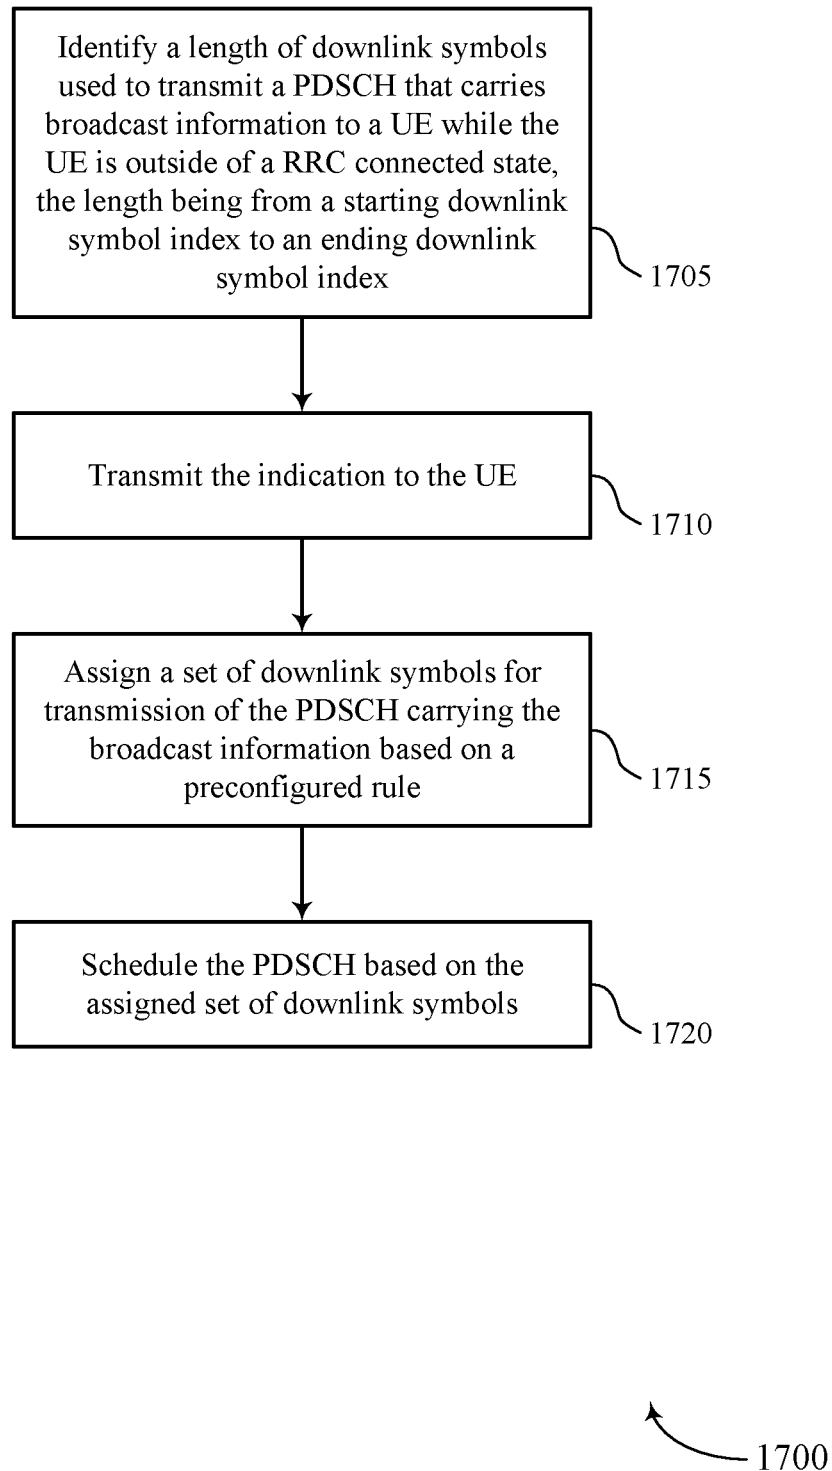 Identify a length of downlink symbols
used to transmit a PDSCH that carries
broadcast information to a UE while the
UE is outside of a RRC connected state,
the length being from a starting downlink
symbol index to an ending downlink
symbol index
1705
Transmit the indication to the UE
1710
Assign a set of downlink symbols for
transmission of the PDSCH carrying the
broadcast information based on a
preconfigured rule
1715
Schedule the PDSCH based on the
assigned set of downlink symbols
1720
1700